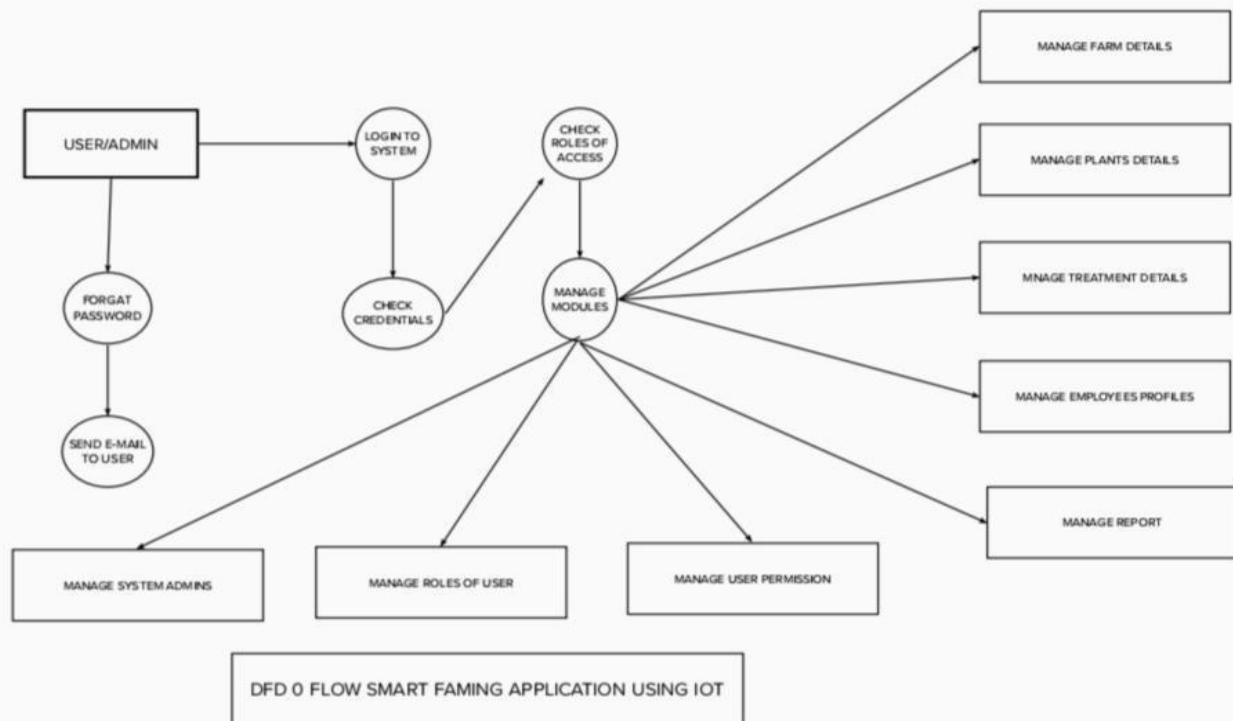 MANAGE FARM DETAILS
USER/ADMIN
LOGIN TO
SYSTEM
CHECK
ROLES OF
ACCESS
MANAGE PLANTS DETAILS
FORGAT
PASSWORD
CHECK
CREDENTIALS
MANAGE
MODULES
MNAGE TREATMENT DETAILS
MANAGE EMPLOYEES PROFILES
SEND E-MAIL
TO USER
MANAGE REPORT
MANAGE SYSTEM ADMINS
MANAGE ROLES OF USER
MANAGE USER PERMISSION
DFD 0 FLOW SMART FAMING APPLICATION USING IOT